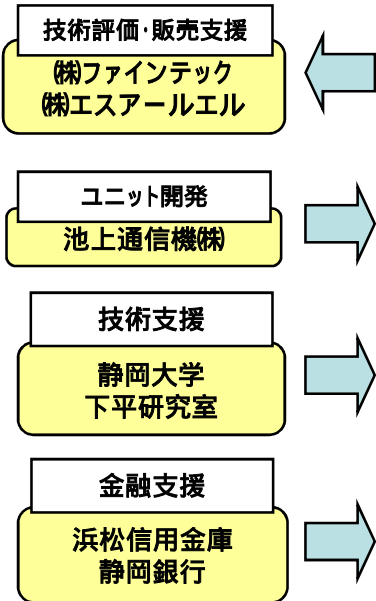 技術評価・販売支援
㈱ファインテック
㈱エスアールエル
ユニット開発
池上通信機㈱
技術支援
静岡大学
下平研究室
金融支援
浜松信用金庫
静岡銀行